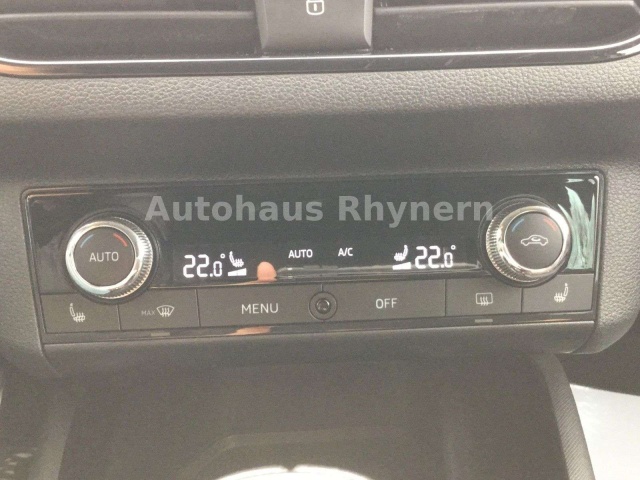 Autohaus Rhynern
AUTO
22.0°
AUTO
A/C
22.0°
MAX
MENU
OFF